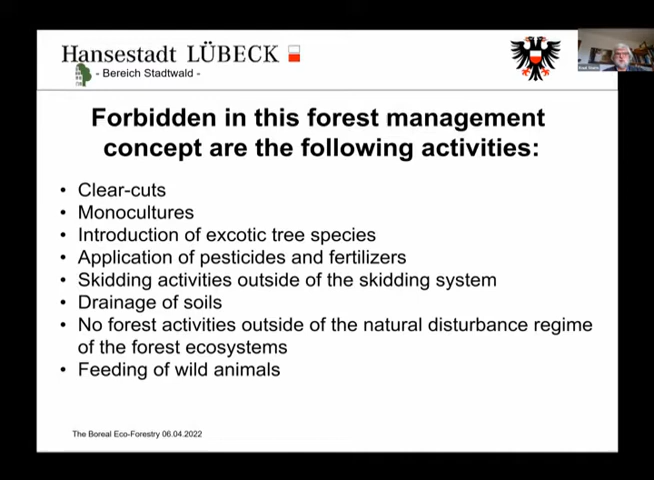 Hansestadt LÜBECK
- Bereich Stadtwald -
Forbidden in this forest management
concept are the following activities:
• Clear-cuts
• Monocultures
• Introduction of excotic tree species
• Application of pesticides and fertilizers
• Skidding activities outside of the skidding system
• Drainage of soils
• No forest activities outside of the natural disturbance regime
of the forest ecosystems
• Feeding of wild animals
The Boreal Eco-Forestry 06.04.2022